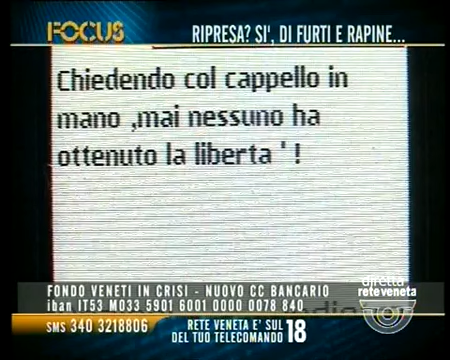 FOCUS
RIPRESA? SI', DI FURTI E RAPINE...
Chiedendo col cappello in
mano ,mai nessuno ha
ottenuto la liberta ' !
diretta
reteveneta
FONDO VENETI IN CRISI - NUOVO CC BANCARIO
iban IT53 M033 5901 6001 0000 0078 840
SMS 340 3218806
RETE VENETA E' SUL
DEL TUO TELECOMANDO 18